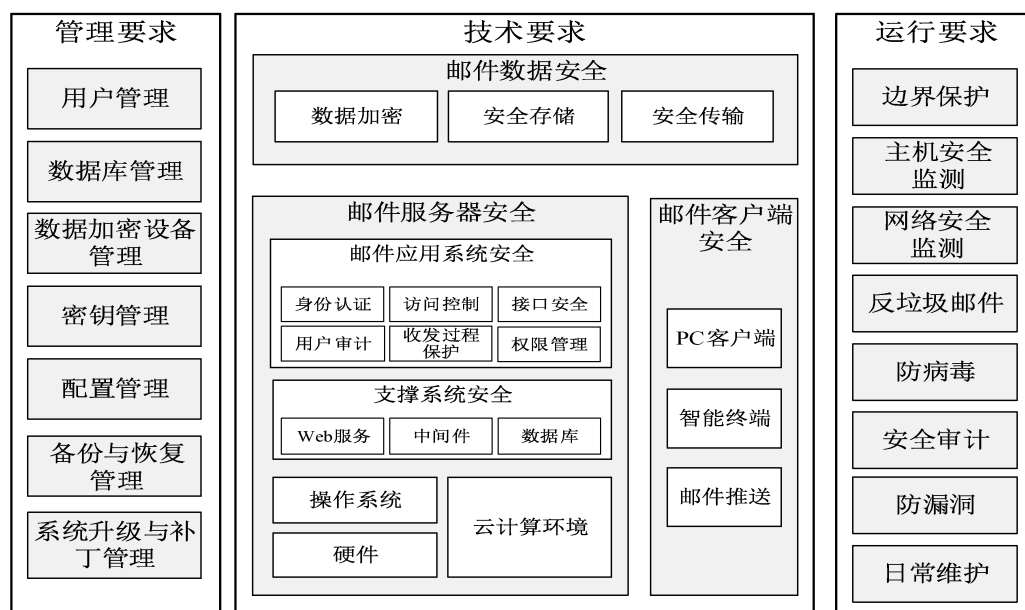 管理要求
用户管理
数据库管理
数据加密设备
管理
密钥管理
配置管理
备份与恢复
管理
系统升级与补
丁管理
技术要求
邮件数据安全
数据加密
安全存储
安全传输
邮件服务器安全
邮件应用系统安全
身份认证
访问控制
接口安全
用户审计
收发过程
保护
权限管理
支撑系统安全
Web服务
中间件
数据库
操作系统
硬件
云计算环境
邮件客户端
安全
PC客户端
智能终端
邮件推送
运行要求
边界保护
主机安全
监测
网络安全
监测
反垃圾邮件
防病毒
安全审计
防漏洞
日常维护